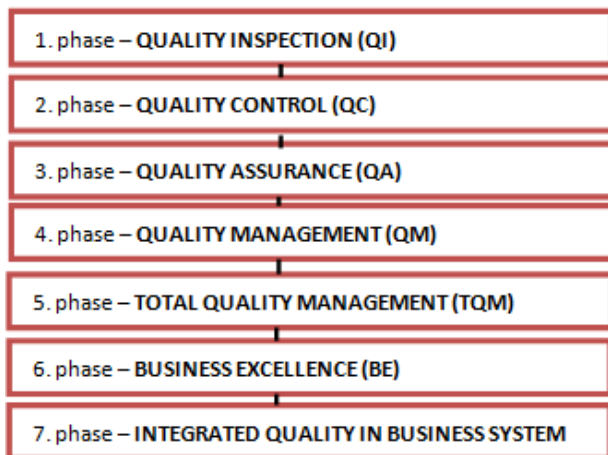 1. phase – QUALITY INSPECTION (QI)
2. phase – QUALITY CONTROL (QC)
3. phase – QUALITY ASSURANCE (QA)
4. phase – QUALITY MANAGEMENT (QM)
5. phase – TOTAL QUALITY MANAGEMENT (TQM)
6. phase – BUSINESS EXCELLENCE (BE)
7. phase – INTEGRATED QUALITY IN BUSINESS SYSTEM